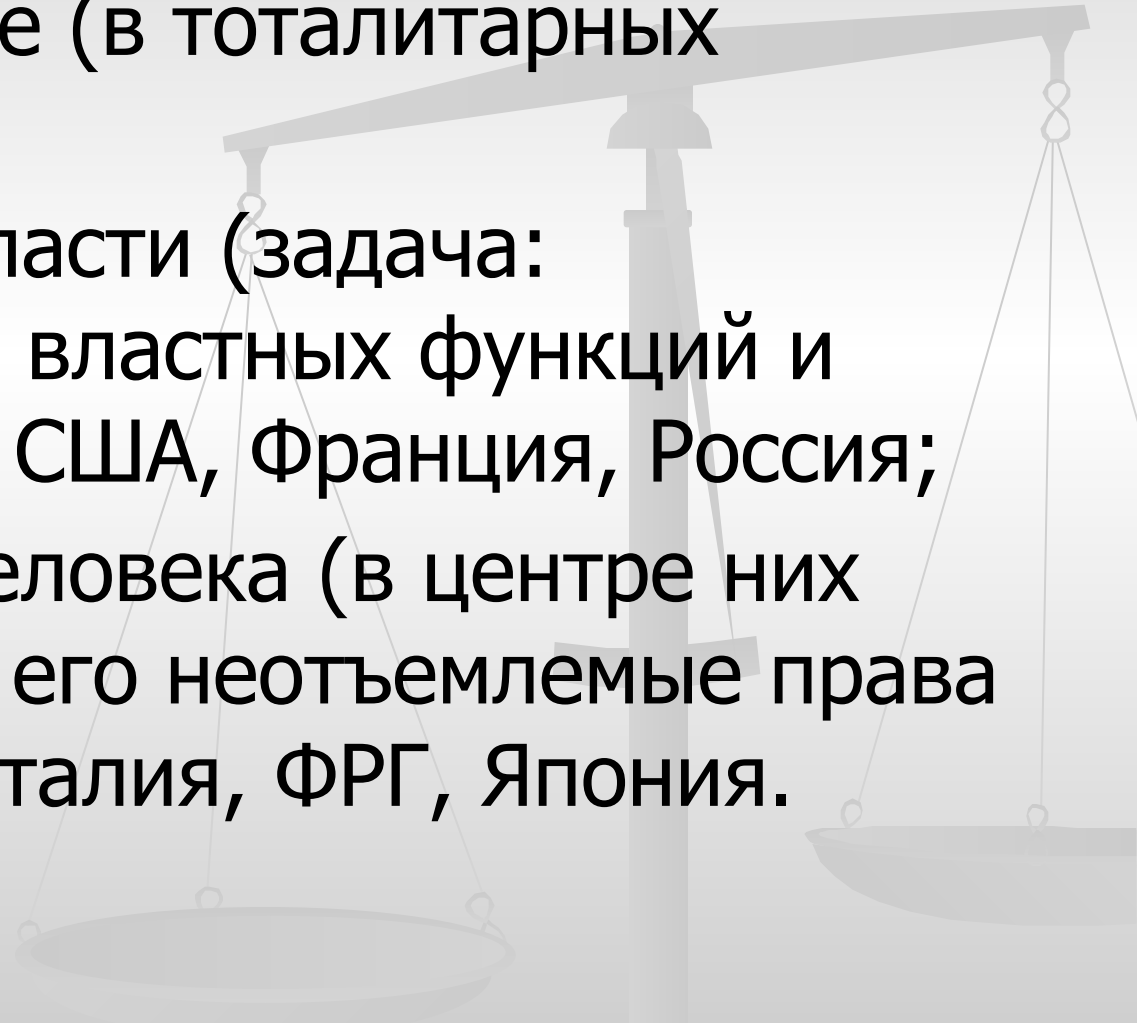 е (в тоталитарных
ласти (задача:
властных функций и
США, Франция, Россия;
еловека (в центре них
его неотъемлемые права
талия, ФРГ, Япония.